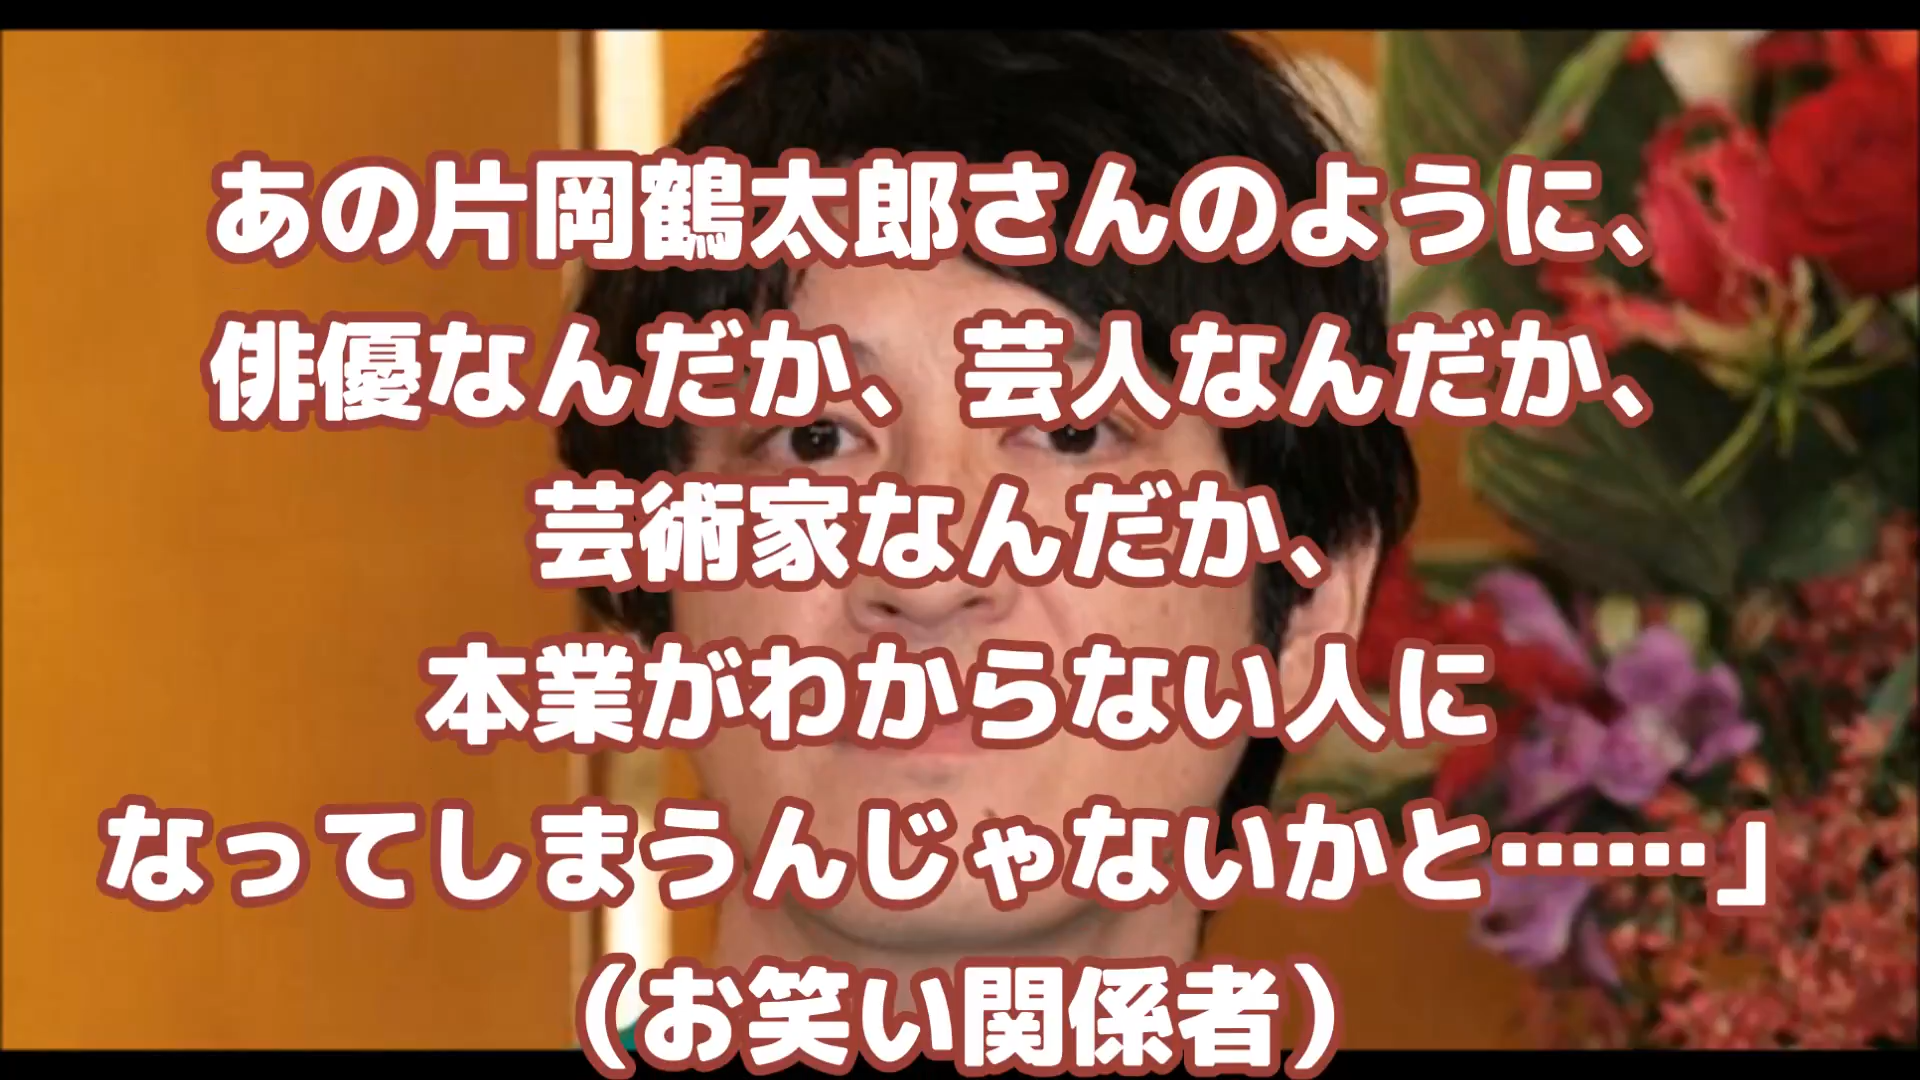 あの片岡鶴太郎さんのように、
俳優なんだか、芸人なんだか、
芸術家なんだか、
本業がわからない人に
なってしまうんじゃないかと……」
（お笑い関係者）